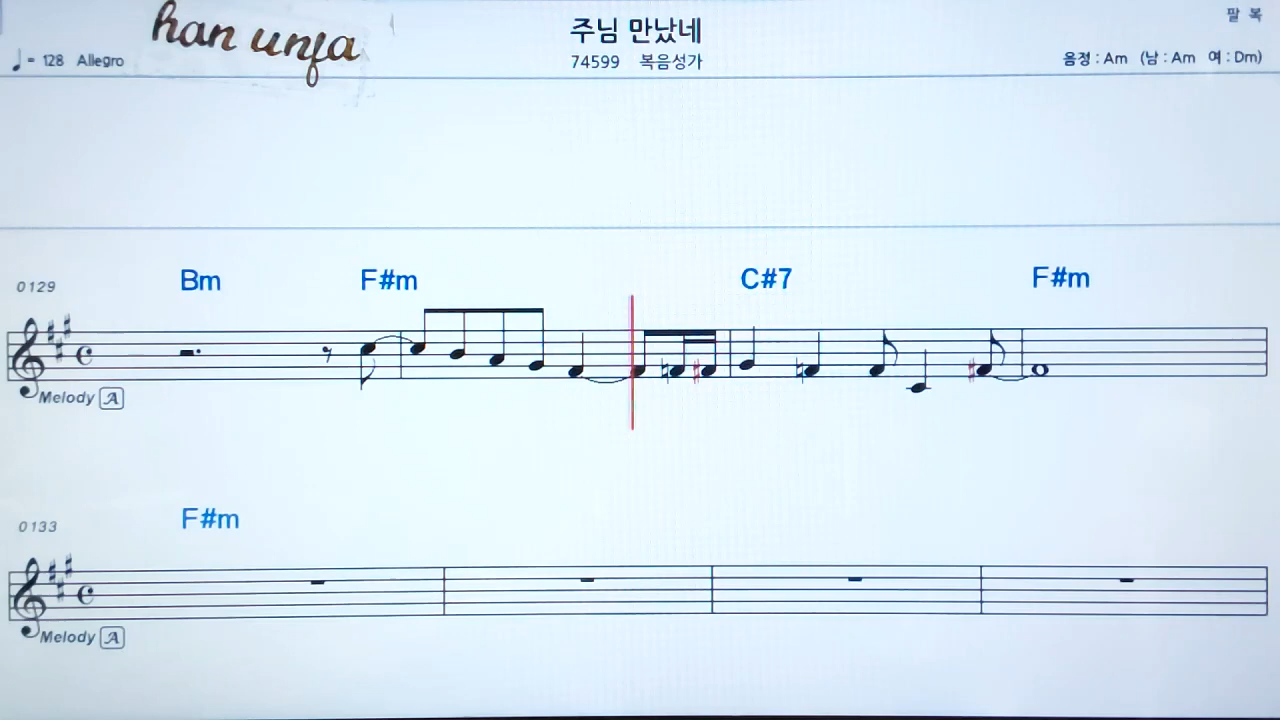 han unfa
주님 만났네
팔 복
♩ = 128 Allegro
74599 복음성가
음정 : Am (남 : Am 여 : Dm)
0129
Bm F#m C#7 F#m
Melody A
0133
F#m
Melody A